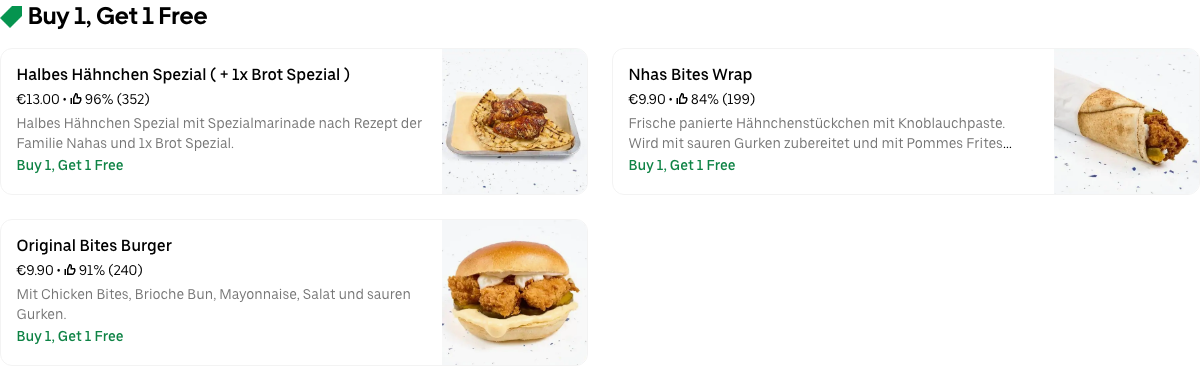 Buy 1, Get 1 Free
Halbes Hähnchen Spezial ( + 1x Brot Spezial )
€13.00 • 96% (352)
Halbes Hähnchen Spezial mit Spezialmarinade nach Rezept der
Familie Nahas und 1x Brot Spezial.
Buy 1, Get 1 Free
Nhas Bites Wrap
€9.90 • 84% (199)
Frische panierte Hähnchenstückchen mit Knoblauchpaste.
Wird mit sauren Gurken zubereitet und mit Pommes Frites...
Buy 1, Get 1 Free
Original Bites Burger
€9.90 • 91% (240)
Mit Chicken Bites, Brioche Bun, Mayonnaise, Salat und sauren
Gurken.
Buy 1, Get 1 Free